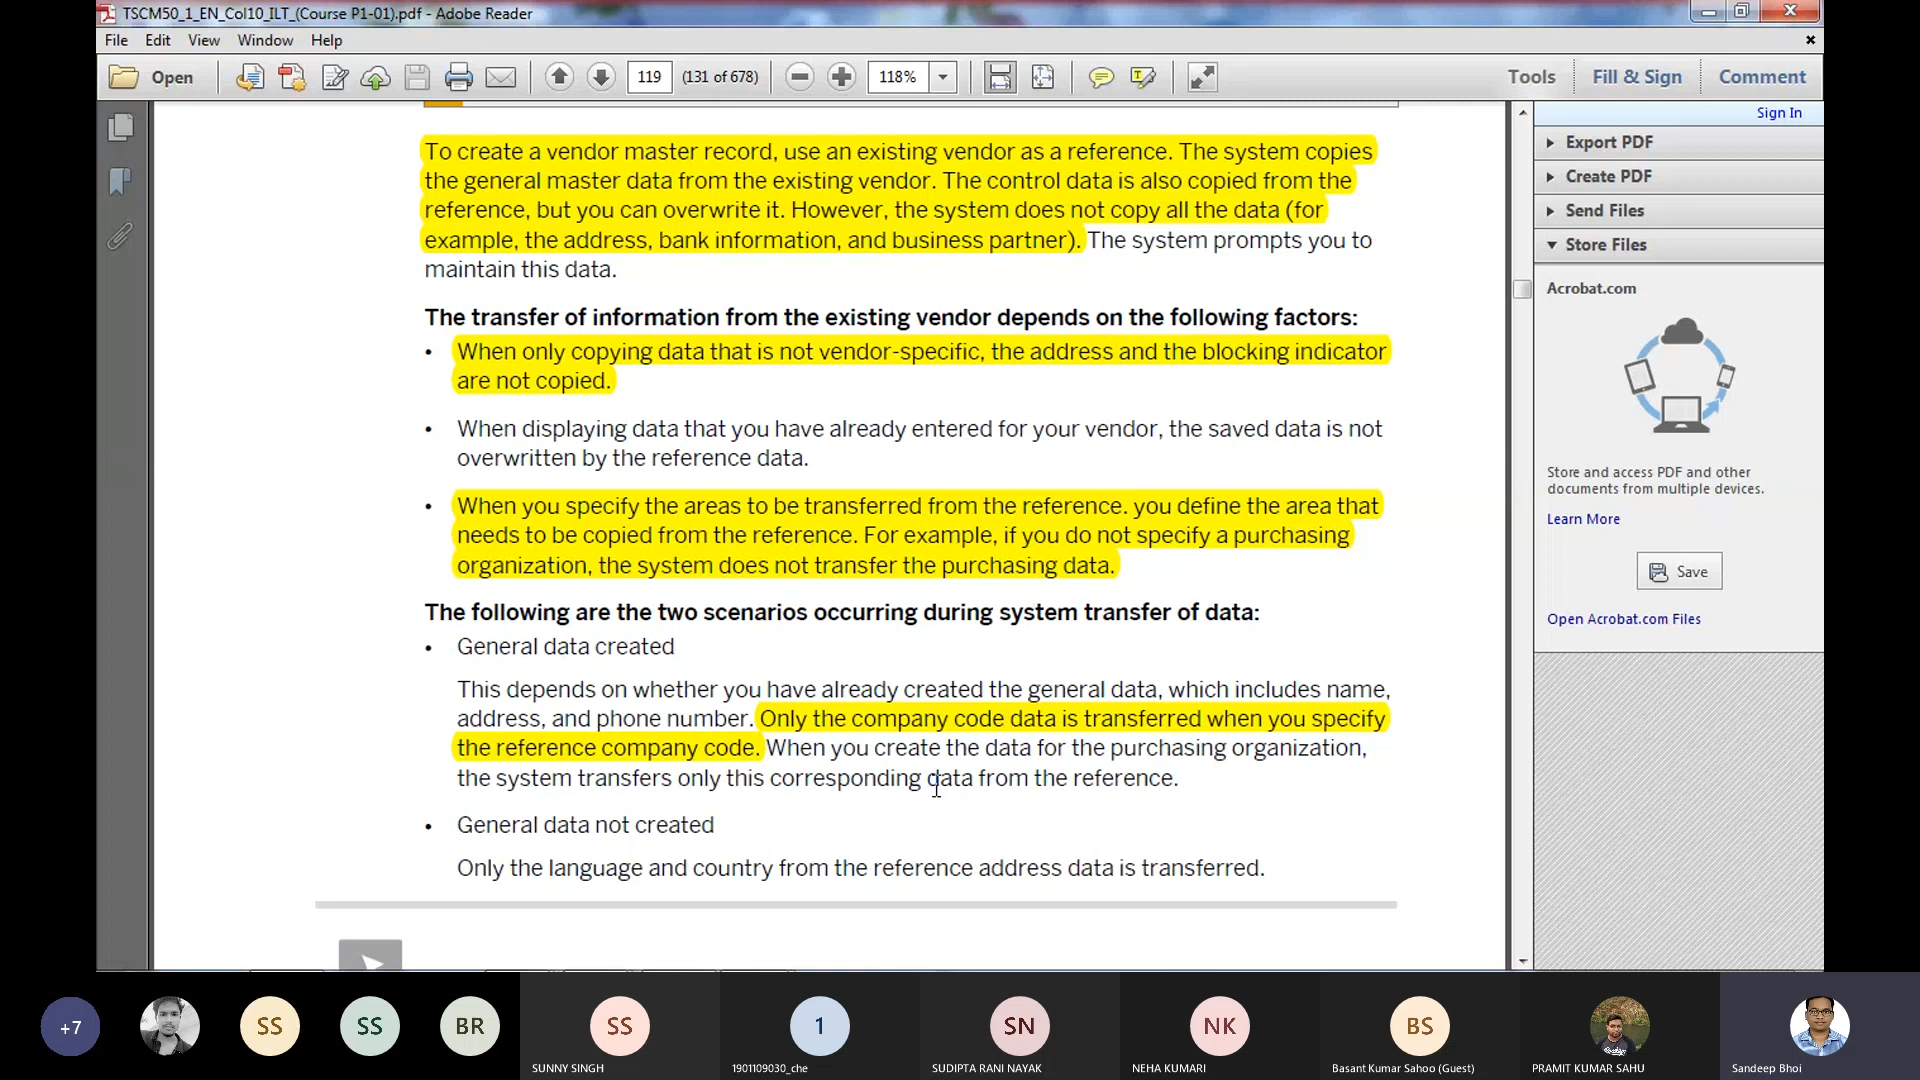 TSCM50_1_EN_Col10_ILT_(Course P1-01).pdf - Adobe Reader
File Edit View Window Help
Open 119 (131 of 678) 118% Tools Fill & Sign Comment
Sign In
Export PDF
Create PDF
Send Files
Store Files
Acrobat.com
Store and access PDF and other
documents from multiple devices.
Learn More
Save
Open Acrobat.com Files
To create a vendor master record, use an existing vendor as a reference. The system copies
the general master data from the existing vendor. The control data is also copied from the
reference, but you can overwrite it. However, the system does not copy all the data (for
example, the address, bank information, and business partner). The system prompts you to
maintain this data.
The transfer of information from the existing vendor depends on the following factors:
• When only copying data that is not vendor-specific, the address and the blocking indicator
are not copied.
• When displaying data that you have already entered for your vendor, the saved data is not
overwritten by the reference data.
• When you specify the areas to be transferred from the reference. you define the area that
needs to be copied from the reference. For example, if you do not specify a purchasing
organization, the system does not transfer the purchasing data.
The following are the two scenarios occurring during system transfer of data:
• General data created
This depends on whether you have already created the general data, which includes name,
address, and phone number. Only the company code data is transferred when you specify
the reference company code. When you create the data for the purchasing organization,
the system transfers only this corresponding data from the reference.
• General data not created
Only the language and country from the reference address data is transferred.
+7 SS SS BR SS 1 SN NK BS
SUNNY SINGH 1901109030_che SUDIPTA RANI NAYAK NEHA KUMARI Basant Kumar Sahoo (Guest) PRAMIT KUMAR SAHU Sandeep Bhoi